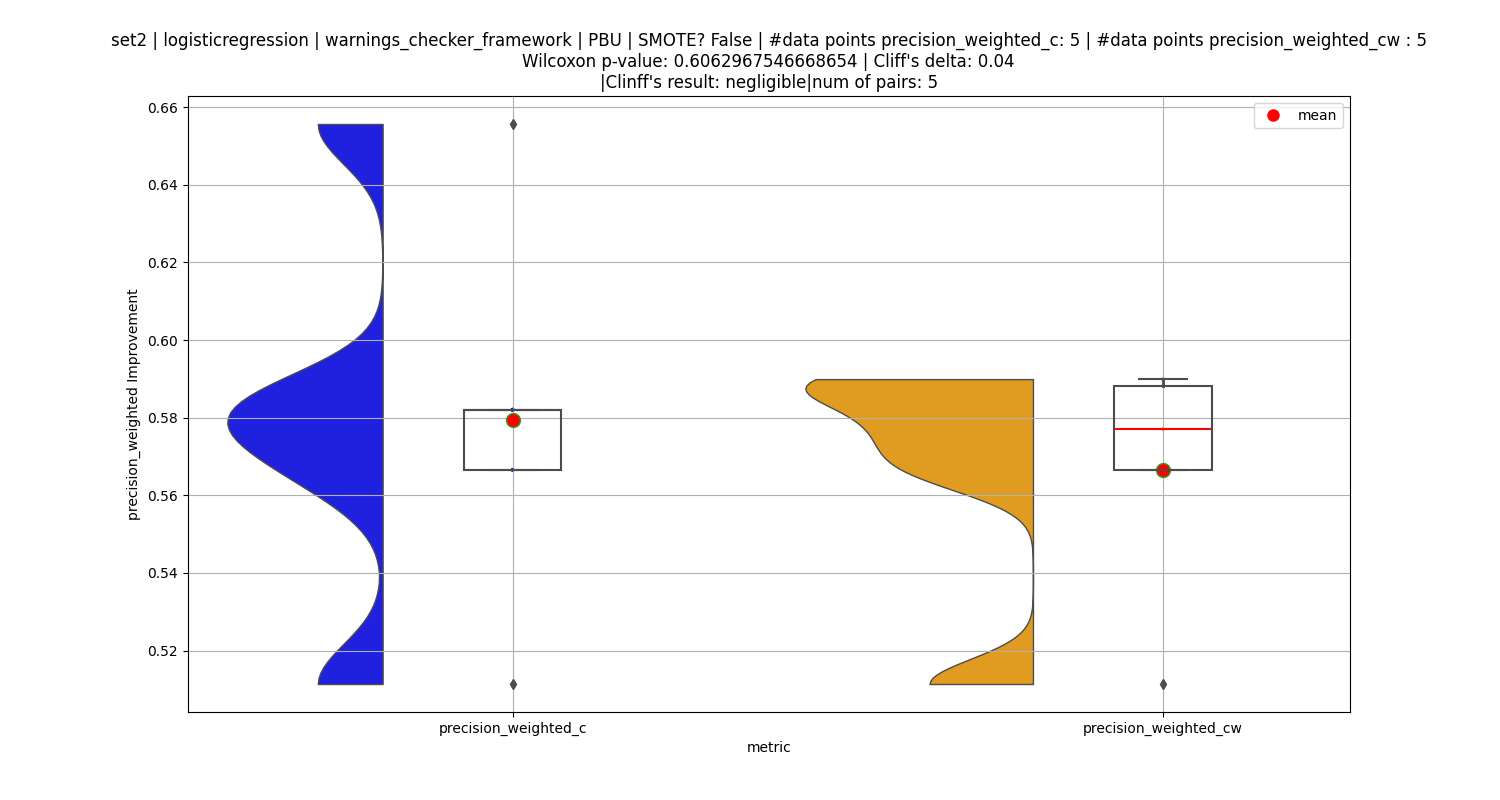 set2 | logisticregression | warnings_checker_framework | PBU | SMOTE? False | #data points precision_weighted_c: 5 | #data points precision_weighted_cw : 5
Wilcoxon p-value: 0.6062967546668654 | Cliff's delta: 0.04
|Clinff's result: negligible|num of pairs: 5
mean
0.66
0.64
0.62
0.60
0.58
0.56
0.54
0.52
precision_weighted Improvement
precision_weighted_c
precision_weighted_cw
metric